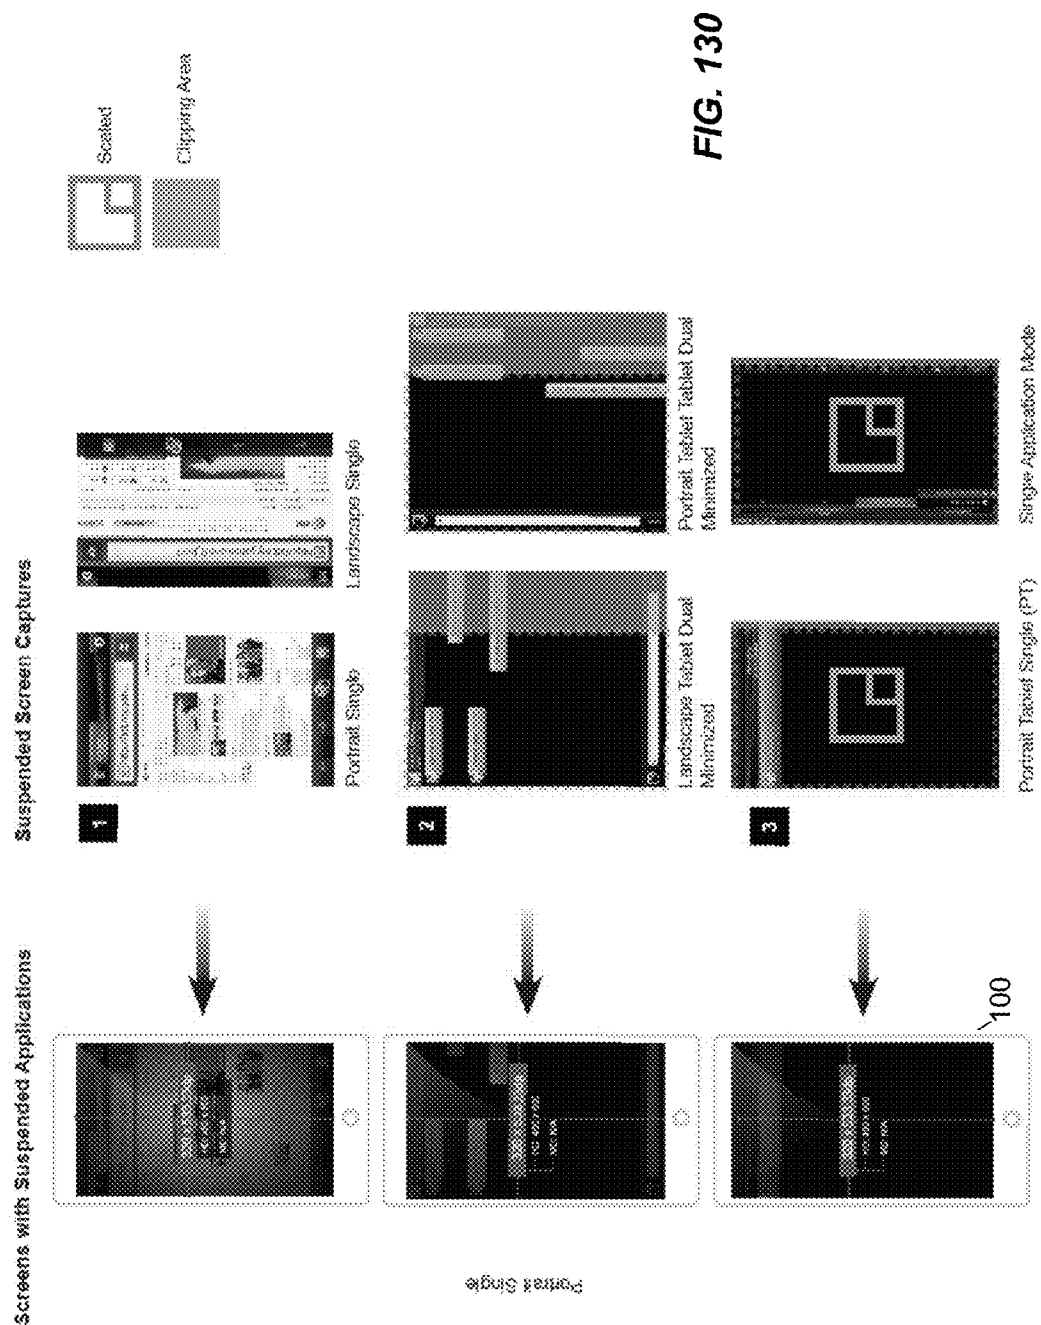 Screens with Suspended Applications
Suspended Screen Captures
Scaled
Clipping Area
Portrait Single
1
Portrait Single
Landscape Single
2
Landscape Tablet Dual
Minimized
Portrait Tablet Tablet Dual
Minimized
3
Portrait Tablet Single (PT)
Single Application Mode
100
FIG. 130